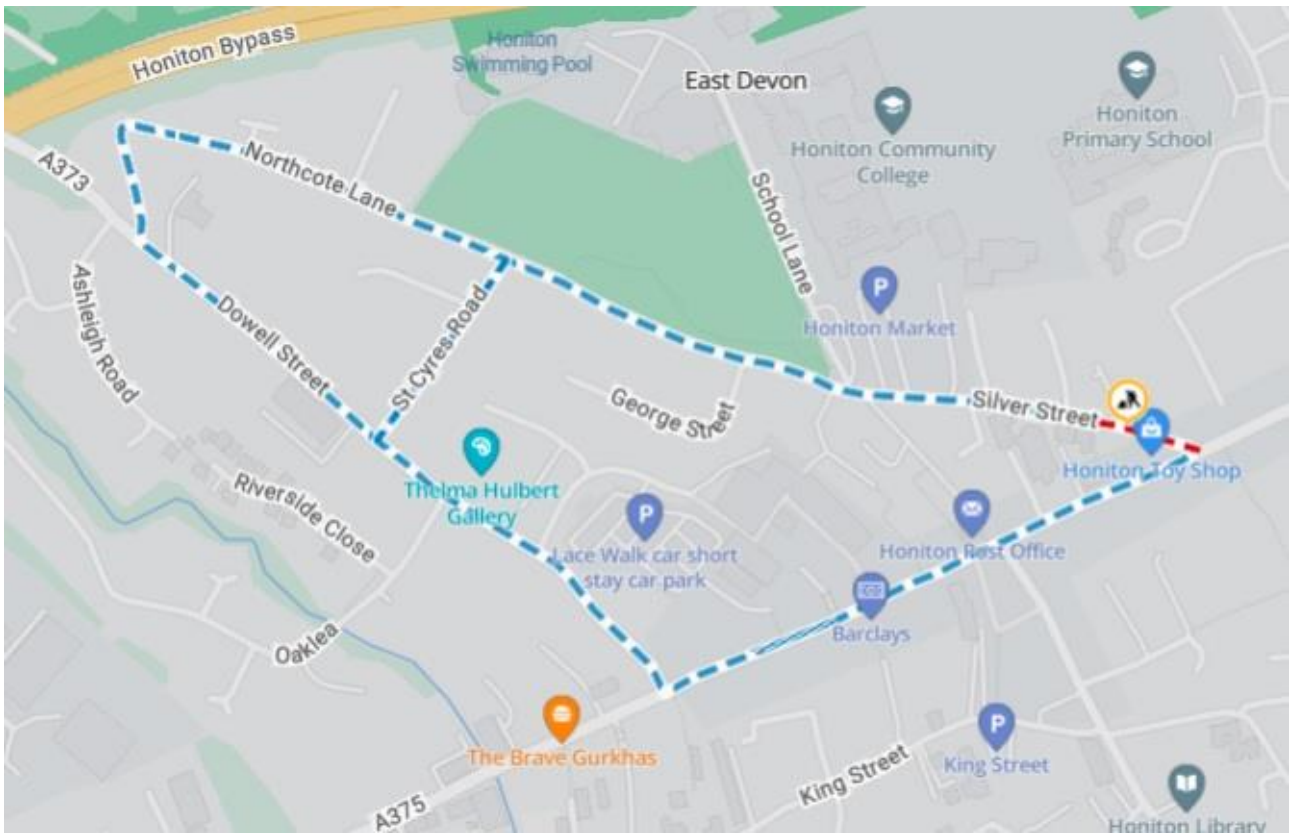 Honiton Bypass
Honiton
Swimming Pool
East Devon
Honiton
Primary School
Honiton Community
College
A373
Northcote Lane
School Lane
Ashleigh Road
Dowell Street
St Cyres Road
P
Honiton Market
George Street
Silver Street
Honiton Toy Shop
Thelma Hulbert
Gallery
Riverside Close
P
Lace Walk car short
stay car park
Honiton Post Office
Barclays
Oaklea
The Brave Gurkhas
King Street
P
King Street
A375
Honiton Library